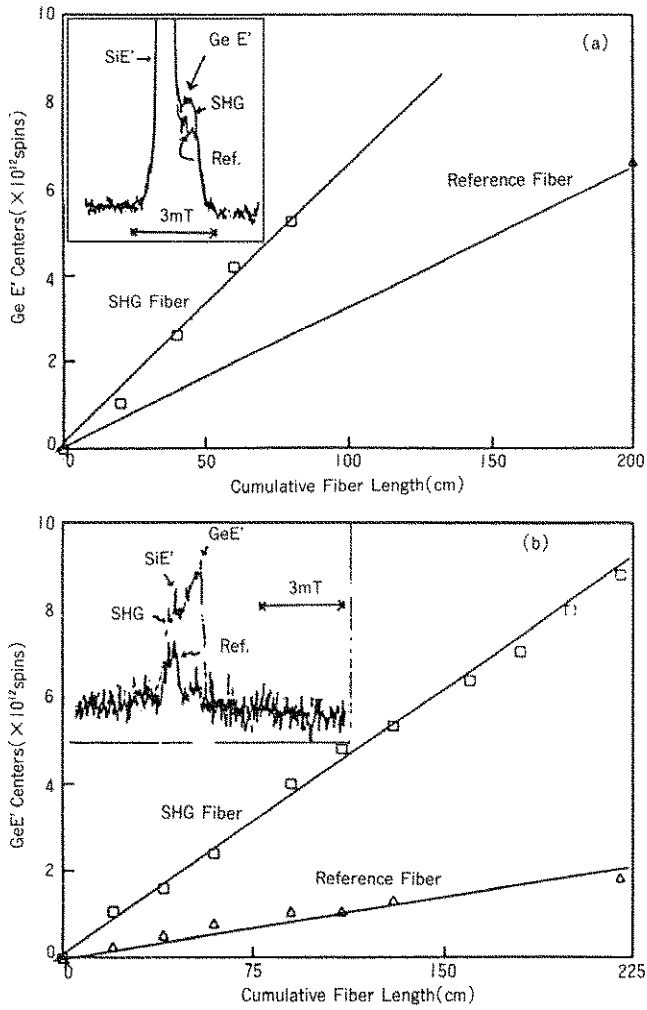 10
(a)
Ge E'
SiE'
SHG
Ref.
3mT
8
6
4
2
0
Reference Fiber
SHG Fiber
Ge E' Centers(×10¹²spins)
0
50
100
150
200
Cumulative Fiber Length(cm)
10
(b)
GeE'
SiE'
3mT
SHG
Ref.
8
6
4
2
0
SHG Fiber
Reference Fiber
GeE' Centers(×10¹²spins)
0
75
150
225
Cumulative Fiber Length(cm)